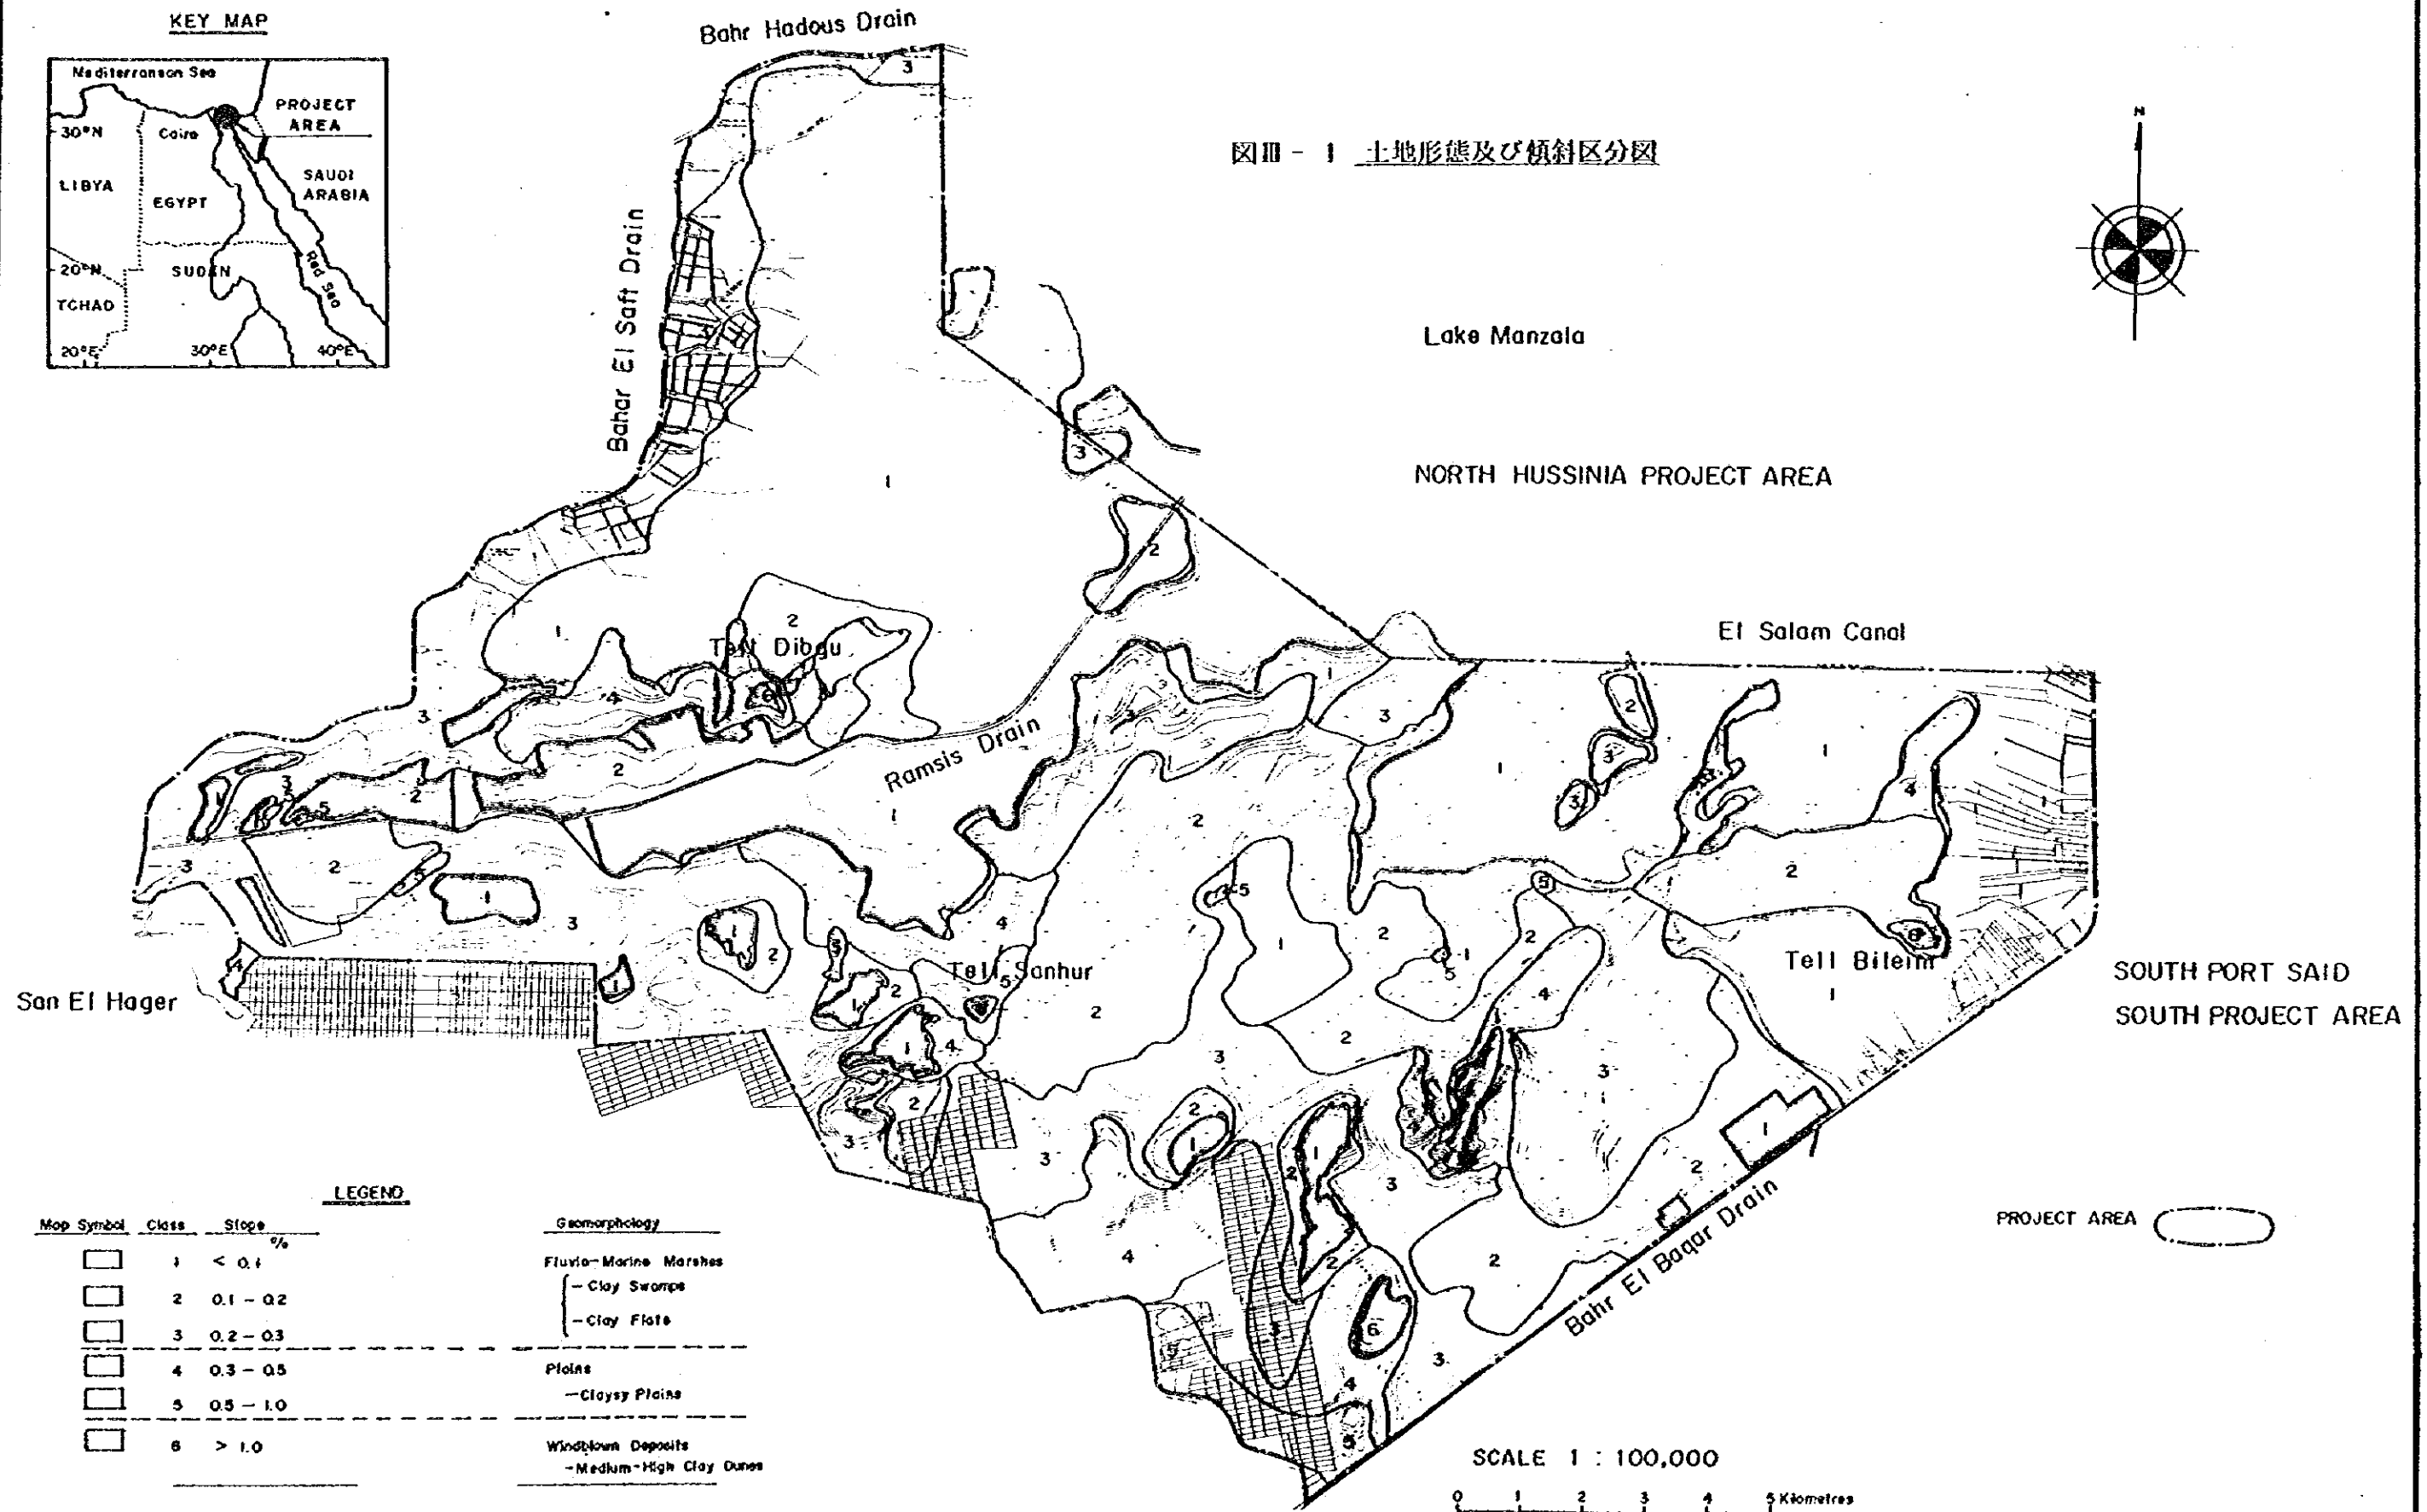 KEY MAP
Mediterranson Sea
PROJECT
AREA
30°N
Cairo
LIBYA
EGYPT
SAUDI
ARABIA
20°N
SUDEN
Red Sea
TCHAD
20°E
30°E
40°E
Bahr Hadous Drain
図Ⅲ - 1 土地形態及び傾斜区分図
N
Bahar El Saft Drain
Lake Manzala
NORTH HUSSINIA PROJECT AREA
El Salam Canal
Tell Dibgu
Ramsis Drain
Tell Sanhur
Tell Bileim
San El Hager
SOUTH PORT SAID
SOUTH PROJECT AREA
Bahr El Baqar Drain
PROJECT AREA
LEGEND
Map Symbol Class Slope Geomorphology
%
1 < 0.1 Fluvio-Marine Marshes
2 0.1 - 0.2 - Clay Swamps
3 0.2 - 0.3 - Clay Flats
4 0.3 - 0.5 Plains
5 0.5 - 1.0 - Claysy Plains
6 > 1.0 Windblown Deposits
- Medium-High Clay Dunes
SCALE 1 : 100,000
0 1 2 3 4 5 Kilometres